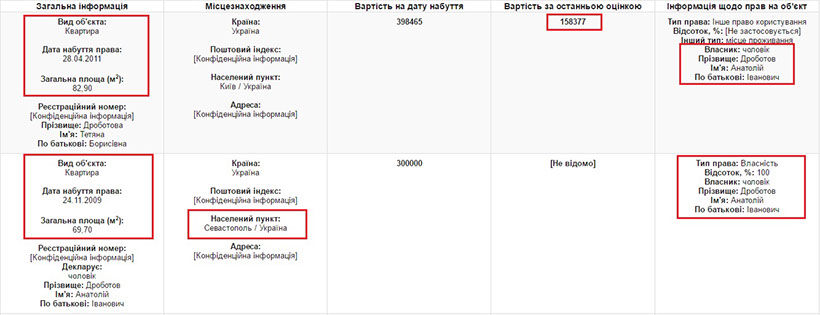 Загальна інформація
Місцезнаходження
Вартість на дату набуття
Вартість за останньою оцінкою
Інформація щодо прав на об'єкт
Вид об'єкта:
Квартира
Дата набуття права:
28.04.2011
Загальна площа (м²):
82,90
Реєстраційний номер:
[Конфіденційна інформація]
Прізвище: Дроботова
Ім'я: Тетяна
По батькові: Борисівна
Країна:
Україна
Поштовий індекс:
[Конфіденційна інформація]
Населений пункт:
Київ / Україна
Адреса:
[Конфіденційна інформація]
398465
158377
Тип права: Інше право користування
Відсоток, %: [Не застосовується]
Інший тип: місце проживання
Власник: чоловік
Прізвище: Дроботов
Ім'я: Анатолій
По батькові: Іванович
Вид об'єкта:
Квартира
Дата набуття права:
24.11.2009
Загальна площа (м²):
69,70
Реєстраційний номер:
[Конфіденційна інформація]
Декларує:
чоловік
Прізвище: Дроботов
Ім'я: Анатолій
По батькові: Іванович
Країна:
Україна
Поштовий індекс:
[Конфіденційна інформація]
Населений пункт:
Севастополь / Україна
Адреса:
[Конфіденційна інформація]
300000
[Не відомо]
Тип права: Власність
Відсоток, %: 100
Власник: чоловік
Прізвище: Дроботов
Ім'я: Анатолій
По батькові: Іванович